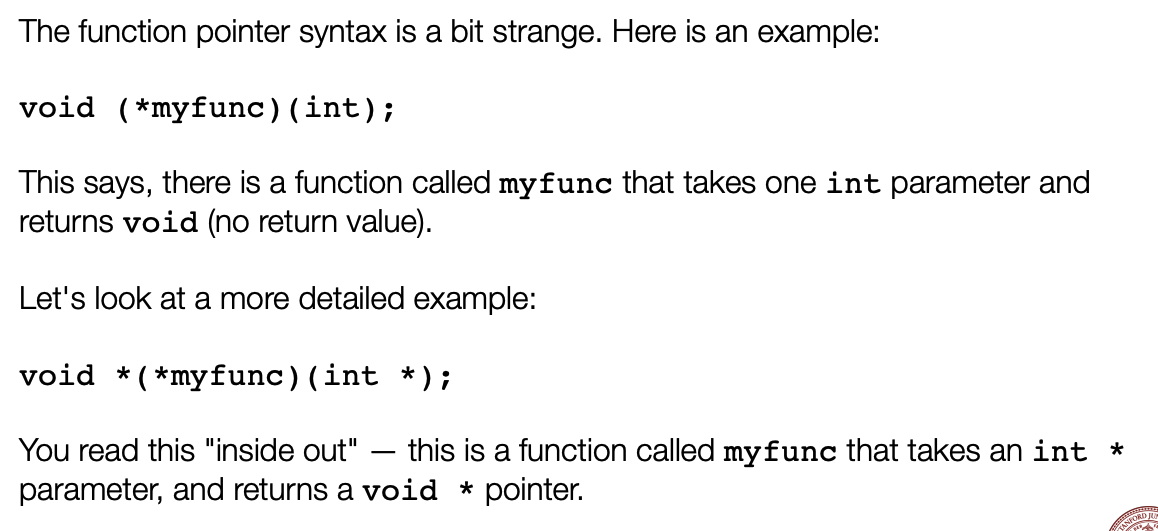 The function pointer syntax is a bit strange. Here is an example:
void (*myfunc)(int);
This says, there is a function called myfunc that takes one int parameter and
returns void (no return value).
Let's look at a more detailed example:
void *(*myfunc)(int *);
You read this "inside out" — this is a function called myfunc that takes an int *
parameter, and returns a void * pointer.